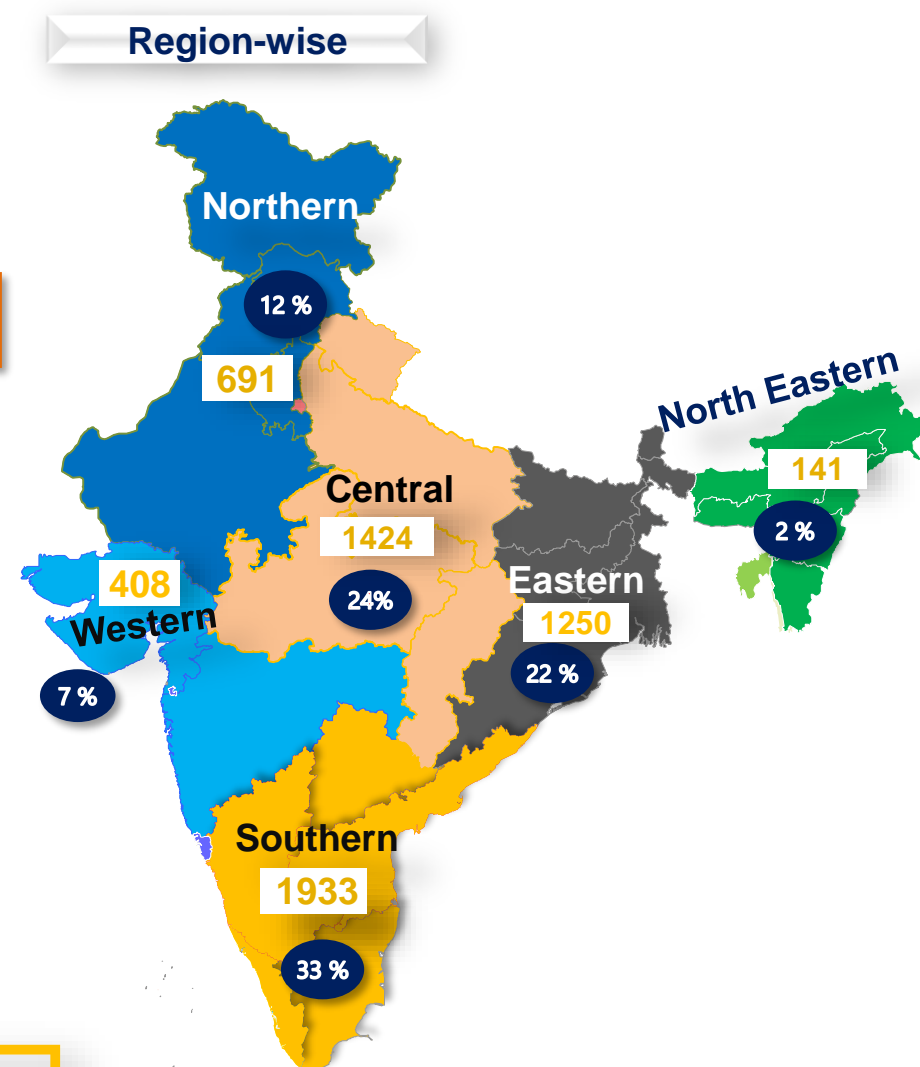 Region-wise
Northern
12 %
691
North Eastern
141
2 %
Central
1424
24%
Eastern
1250
22 %
408
Western
7 %
Southern
1933
33 %